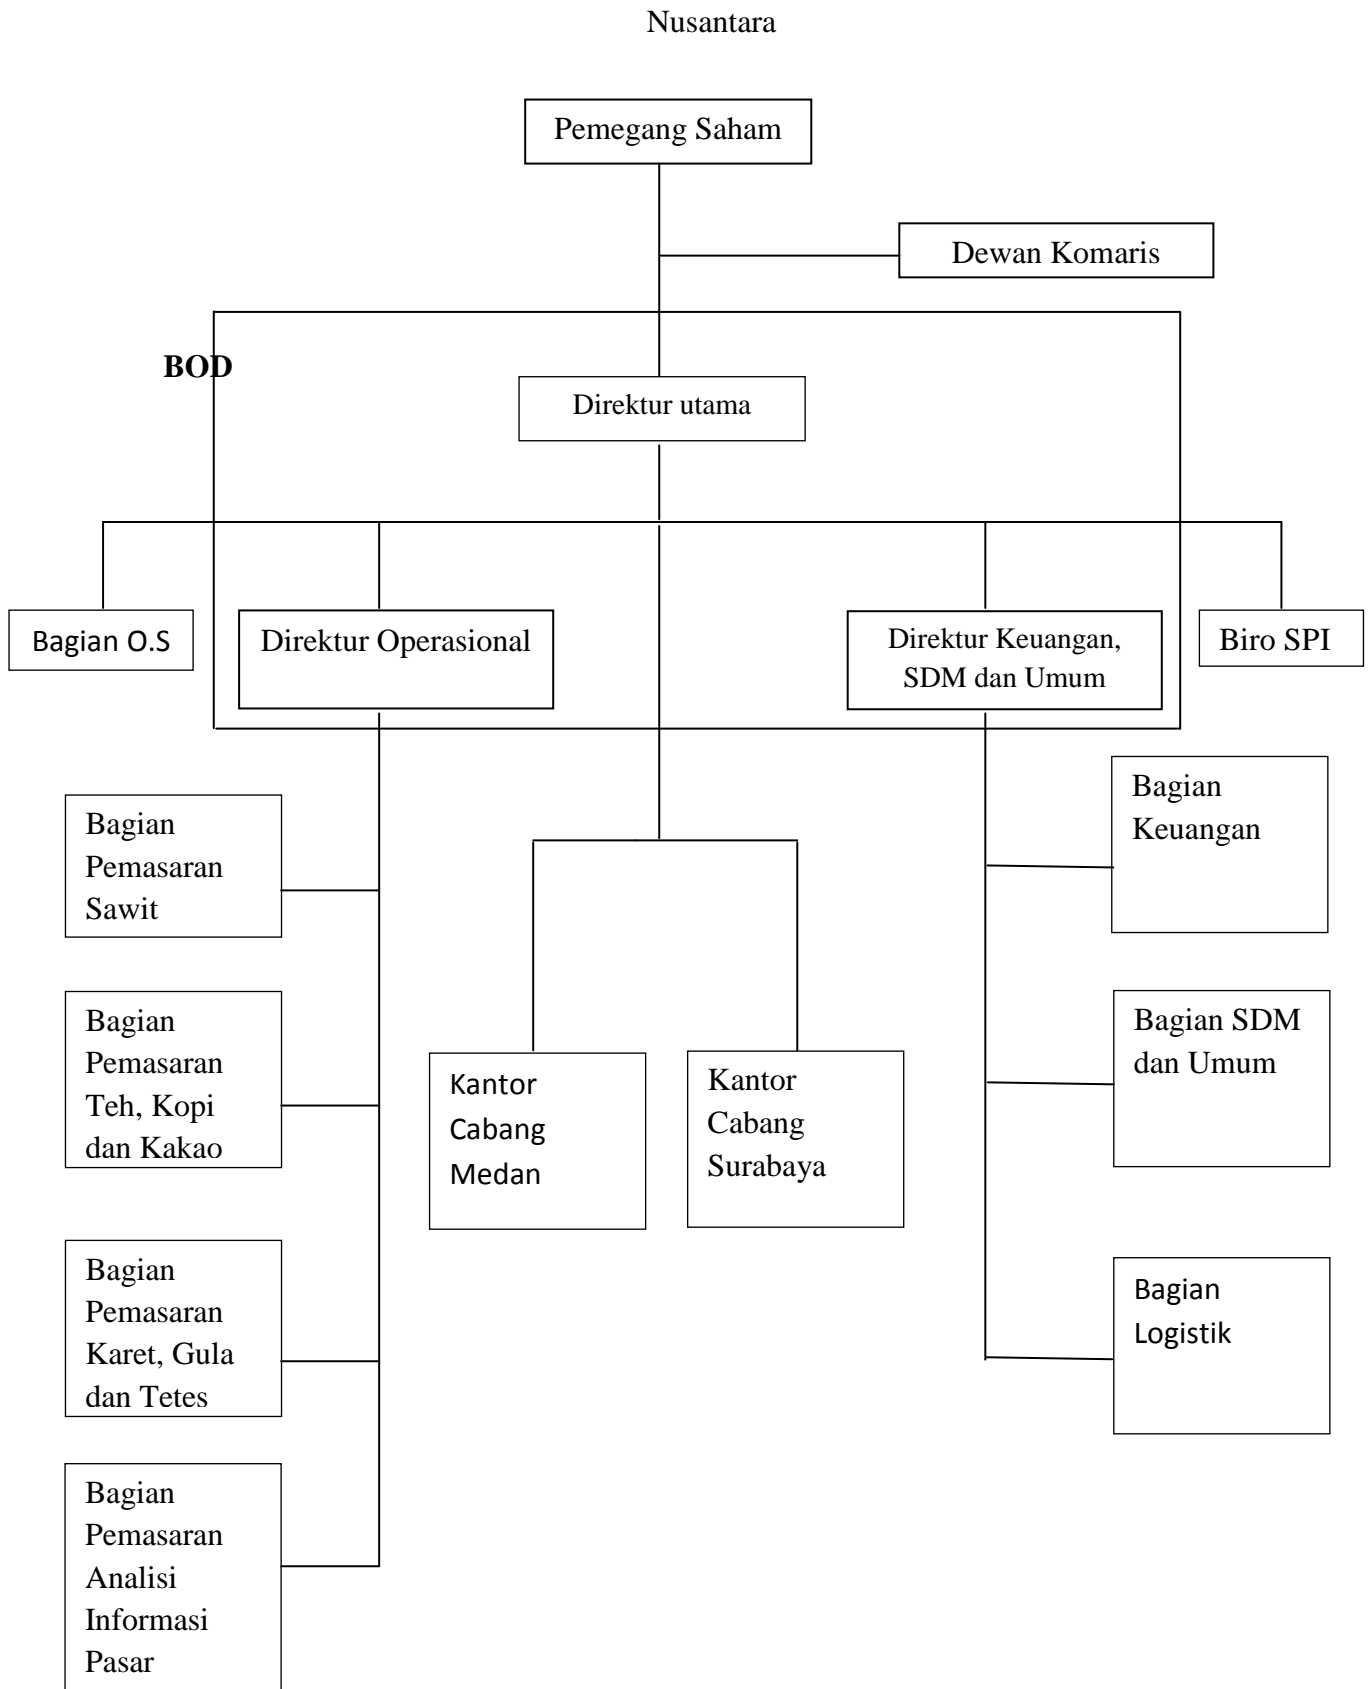 Nusantara
Pemegang Saham
Dewan Komaris
BOD
Direktur utama
Bagian O.S
Direktur Operasional
Direktur Keuangan,
SDM dan Umum
Biro SPI
Bagian
Pemasaran
Sawit
Bagian
Keuangan
Bagian
Pemasaran
Teh, Kopi
dan Kakao
Kantor
Cabang
Medan
Kantor
Cabang
Surabaya
Bagian SDM
dan Umum
Bagian
Pemasaran
Karet, Gula
dan Tetes
Bagian
Logistik
Bagian
Pemasaran
Analisi
Informasi
Pasar